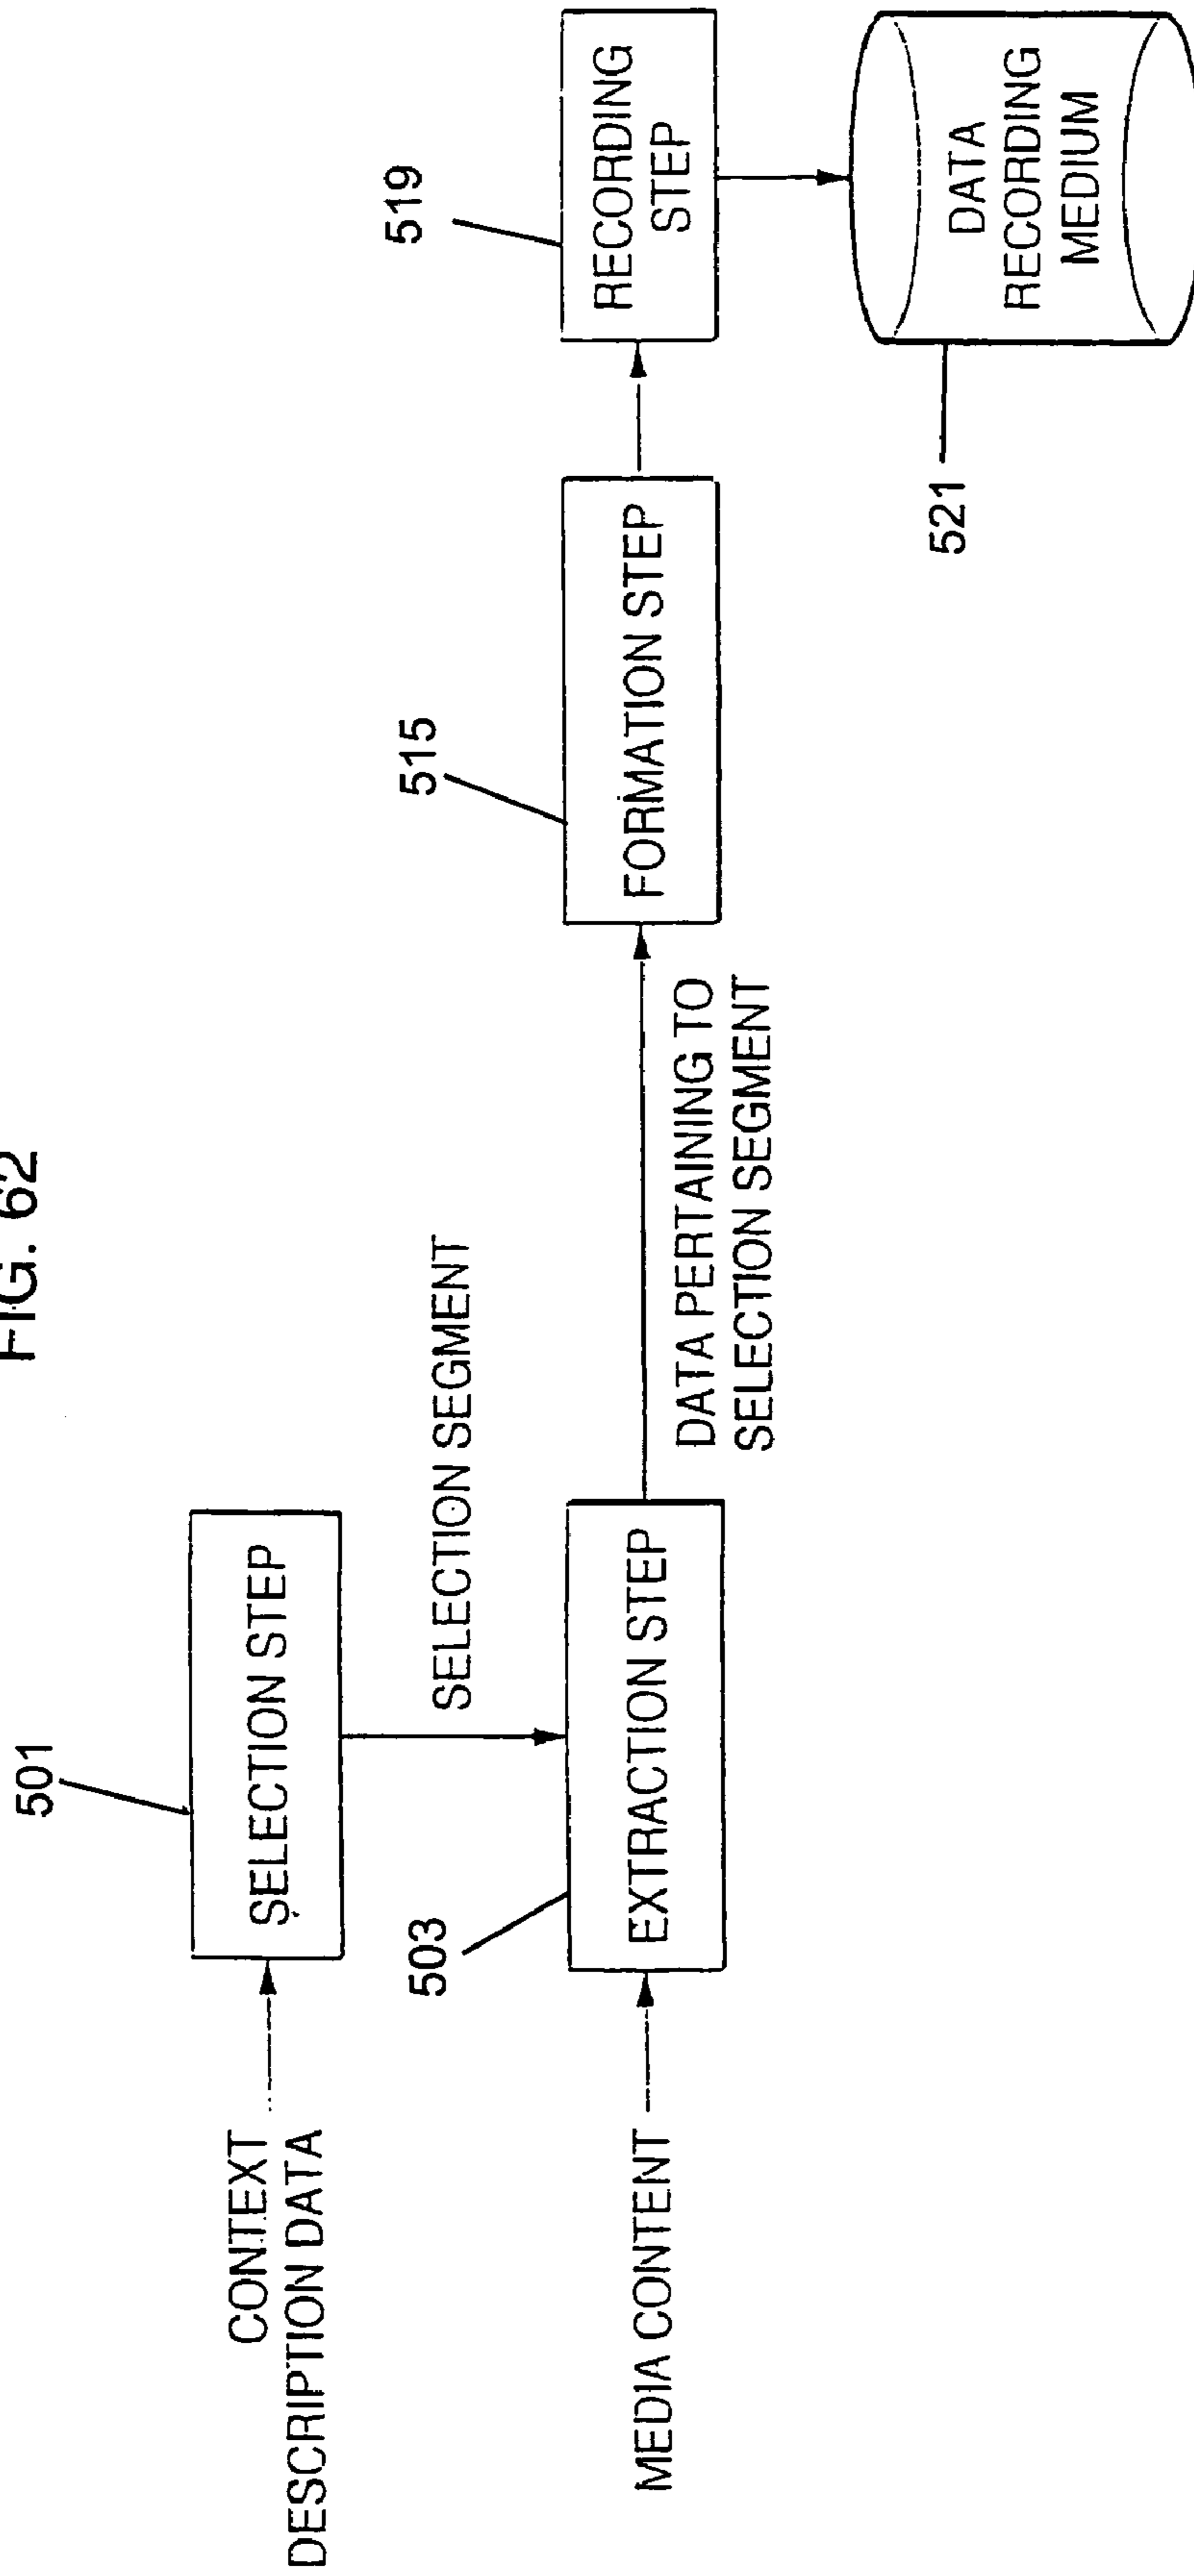 FIG. 62
501
SELECTION STEP
CONTEXT
DESCRIPTION DATA
SELECTION SEGMENT
503
EXTRACTION STEP
MEDIA CONTENT
DATA PERTAINING TO
SELECTION SEGMENT
515
FORMATION STEP
519
RECORDING
STEP
521
DATA
RECORDING
MEDIUM